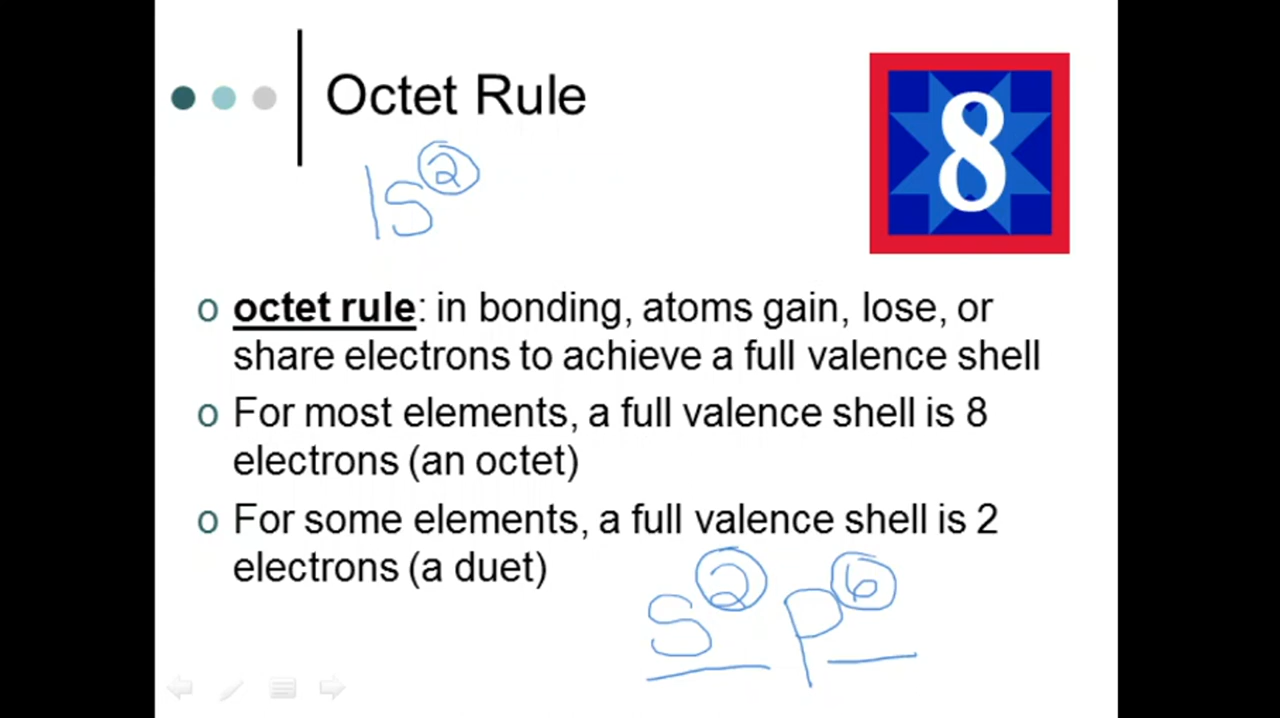 Octet Rule
8
1s②
o octet rule: in bonding, atoms gain, lose, or
share electrons to achieve a full valence shell
o For most elements, a full valence shell is 8
electrons (an octet)
o For some elements, a full valence shell is 2
electrons (a duet)
s② p⑥